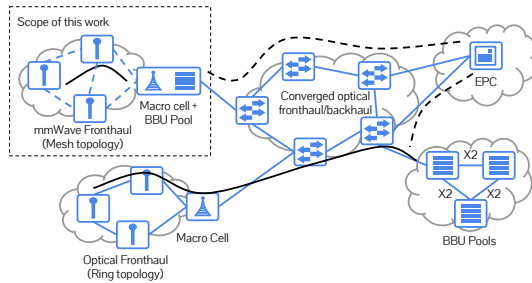 Scope of this work
Macro cell +
BBU Pool
mmWave Fronthaul
(Mesh topology)
Converged optical
fronthaul/backhaul
EPC
X2
X2
X2
BBU Pools
Macro Cell
Optical Fronthaul
(Ring topology)